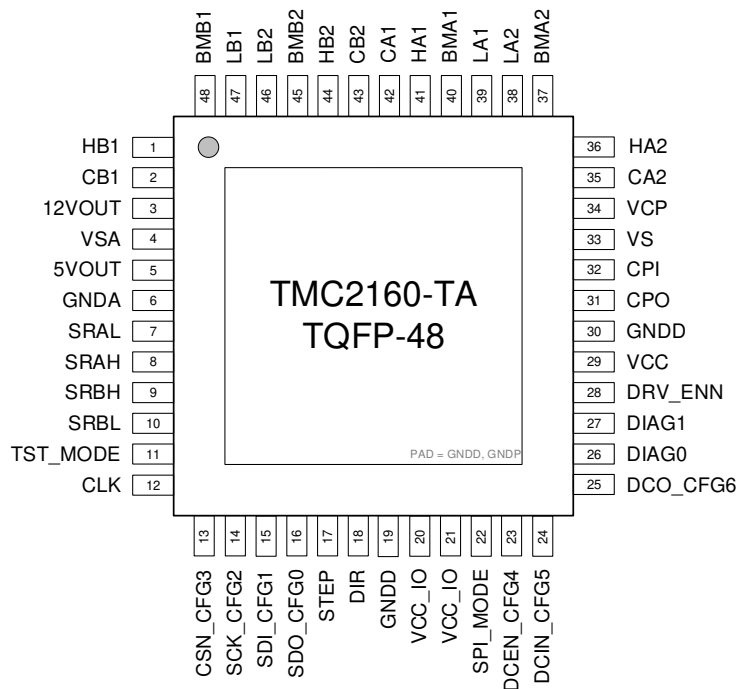 BMB1 LB1 LB2 BMB2 HB2 CB2 CA1 HA1 BMA1 LA1 LA2 BMA2
48 47 46 45 44 43 42 41 40 39 38 37
HB1 1
CB1 2
12VOUT 3
VSA 4
5VOUT 5
GNDA 6
SRAL 7
SRAH 8
SRBH 9
SRBL 10
TST_MODE 11
CLK 12
TMC2160-TA
TQFP-48
PAD = GNDD, GNDP
36 HA2
35 CA2
34 VCP
33 VS
32 CPI
31 CPO
30 GNDD
29 VCC
28 DRV_ENN
27 DIAG1
26 DIAG0
25 DCO_CFG6
13 14 15 16 17 18 19 20 21 22 23 24
CSN_CFG3 SCK_CFG2 SDI_CFG1 SDO_CFG0 STEP DIR GNDD VCC_IO VCC_IO SPI_MODE DCEN_CFG4 DCIN_CFG5